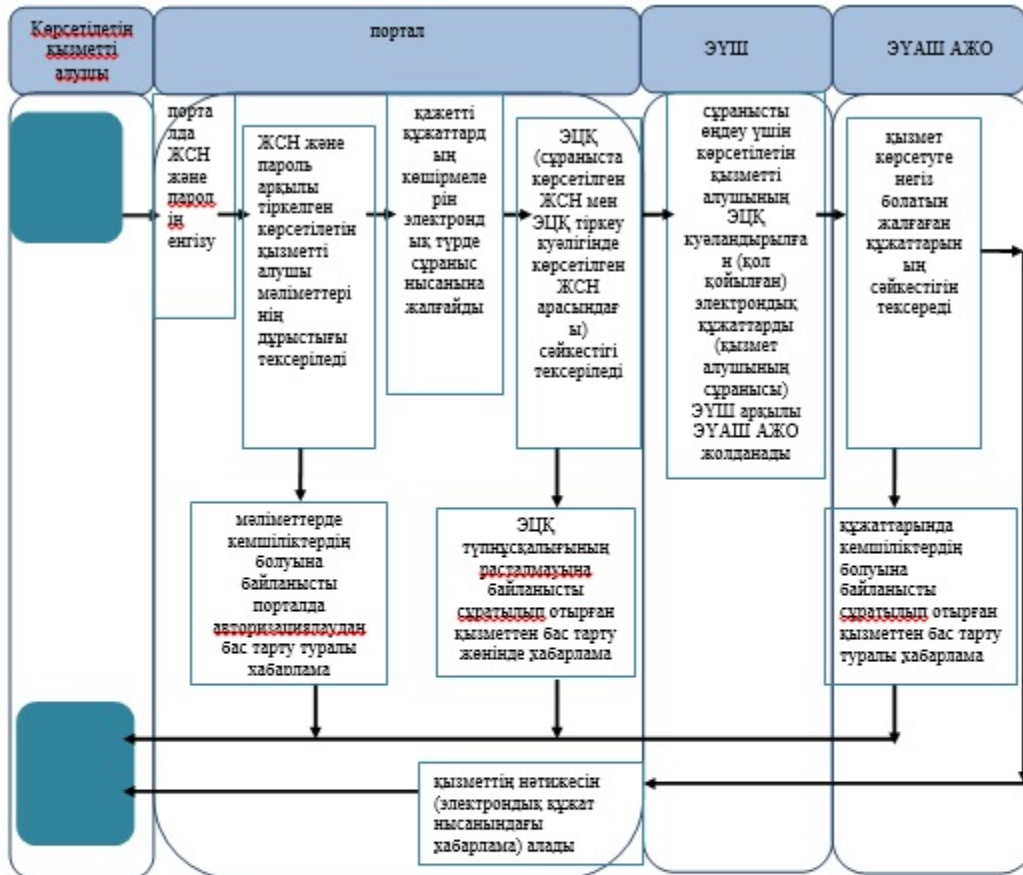 Көрсетілетін
қызметті
алушы
портал
ЭҮШ
ЭҮАШ АЖО
порта
лда
ЖСН
және
парол
ін
енгізу
ЖСН және
пароль
арқылы
тіркелген
көрсетілетін
қызметті
алушы
мәліметтері
нің
дұрыстығы
тексеріледі
қажетті
құжаттард
ың
көшірмеле
рін
электронд
ық түрде
сұраныс
нысанына
жалғайды
ЭЦҚ
(сұраныста
көрсетілген
ЖСН мен
ЭЦҚ тіркеу
куәлігінде
көрсетілген
ЖСН
арасындағ
ы)
сәйкестігі
тексеріледі
сұранысты
өңдеу үшін
көрсетілетін
қызметті
алушының
ЭЦҚ
куәландырылға
н (қол
қойылған)
электрондық
құжаттарды
(қызмет
алушының
сұранысы)
ЭҮШ арқылы
ЭҮАШ АЖО
жолданады
қызмет
көрсетуге
негіз
болатын
жалғаған
құжаттарын
ың
сәйкестігін
тексереді
мәліметтерде
кемшіліктердің
болуына
байланысты
порталда
авторизациялаудан
бас тарту туралы
хабарлама
ЭЦҚ
түпнұсқалығының
расталмауына
байланысты
сұратылып отырған
қызметтен бас тарту
жөнінде хабарлама
құжаттарында
кемшіліктердің
болуына
байланысты
сұратылып отырған
қызметтен бас тарту
туралы хабарлама
қызметтің нәтижесін
(электрондық құжат
нысанындағы
хабарлама) алады